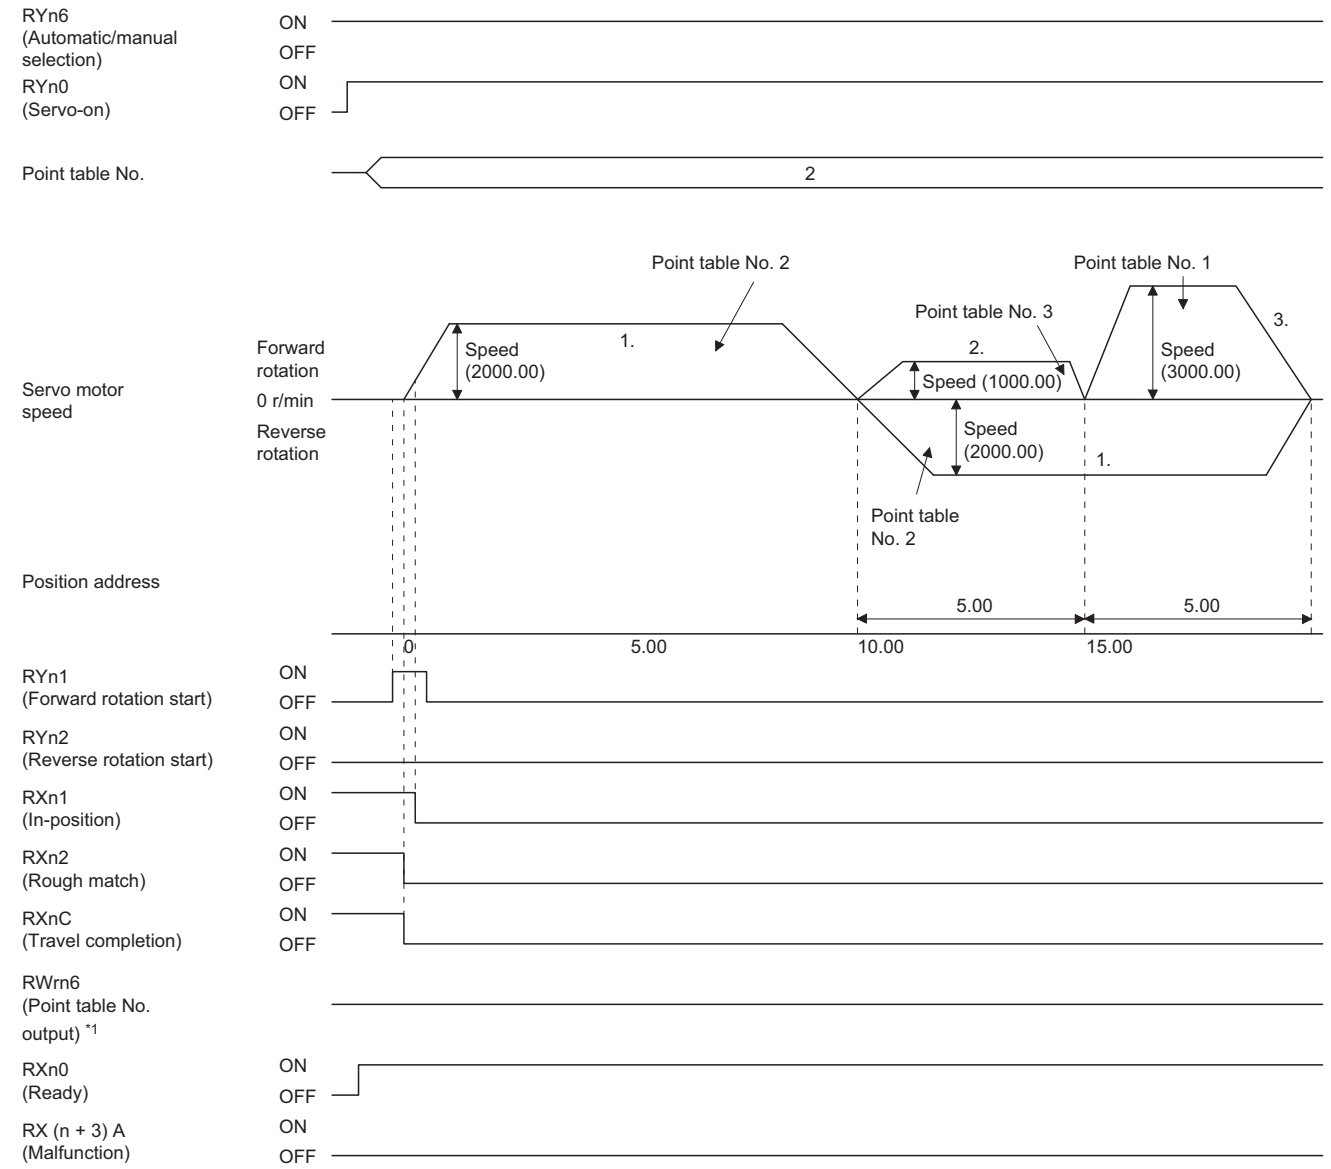 RYn6
(Automatic/manual
selection)
ON
OFF
RYn0
(Servo-on)
ON
OFF
Point table No.
2
Point table No. 2
Point table No. 1
Point table No. 3
Servo motor
speed
Forward
rotation
0 r/min
Reverse
rotation
1.
Speed
(2000.00)
2.
Speed (1000.00)
3.
Speed
(3000.00)
Speed
(2000.00)
1.
Point table
No. 2
Position address
5.00
5.00
0
5.00
10.00
15.00
RYn1
(Forward rotation start)
ON
OFF
RYn2
(Reverse rotation start)
ON
OFF
RXn1
(In-position)
ON
OFF
RXn2
(Rough match)
ON
OFF
RXnC
(Travel completion)
ON
OFF
RWrn6
(Point table No.
output) *1
RXn0
(Ready)
ON
OFF
RX (n + 3) A
(Malfunction)
ON
OFF